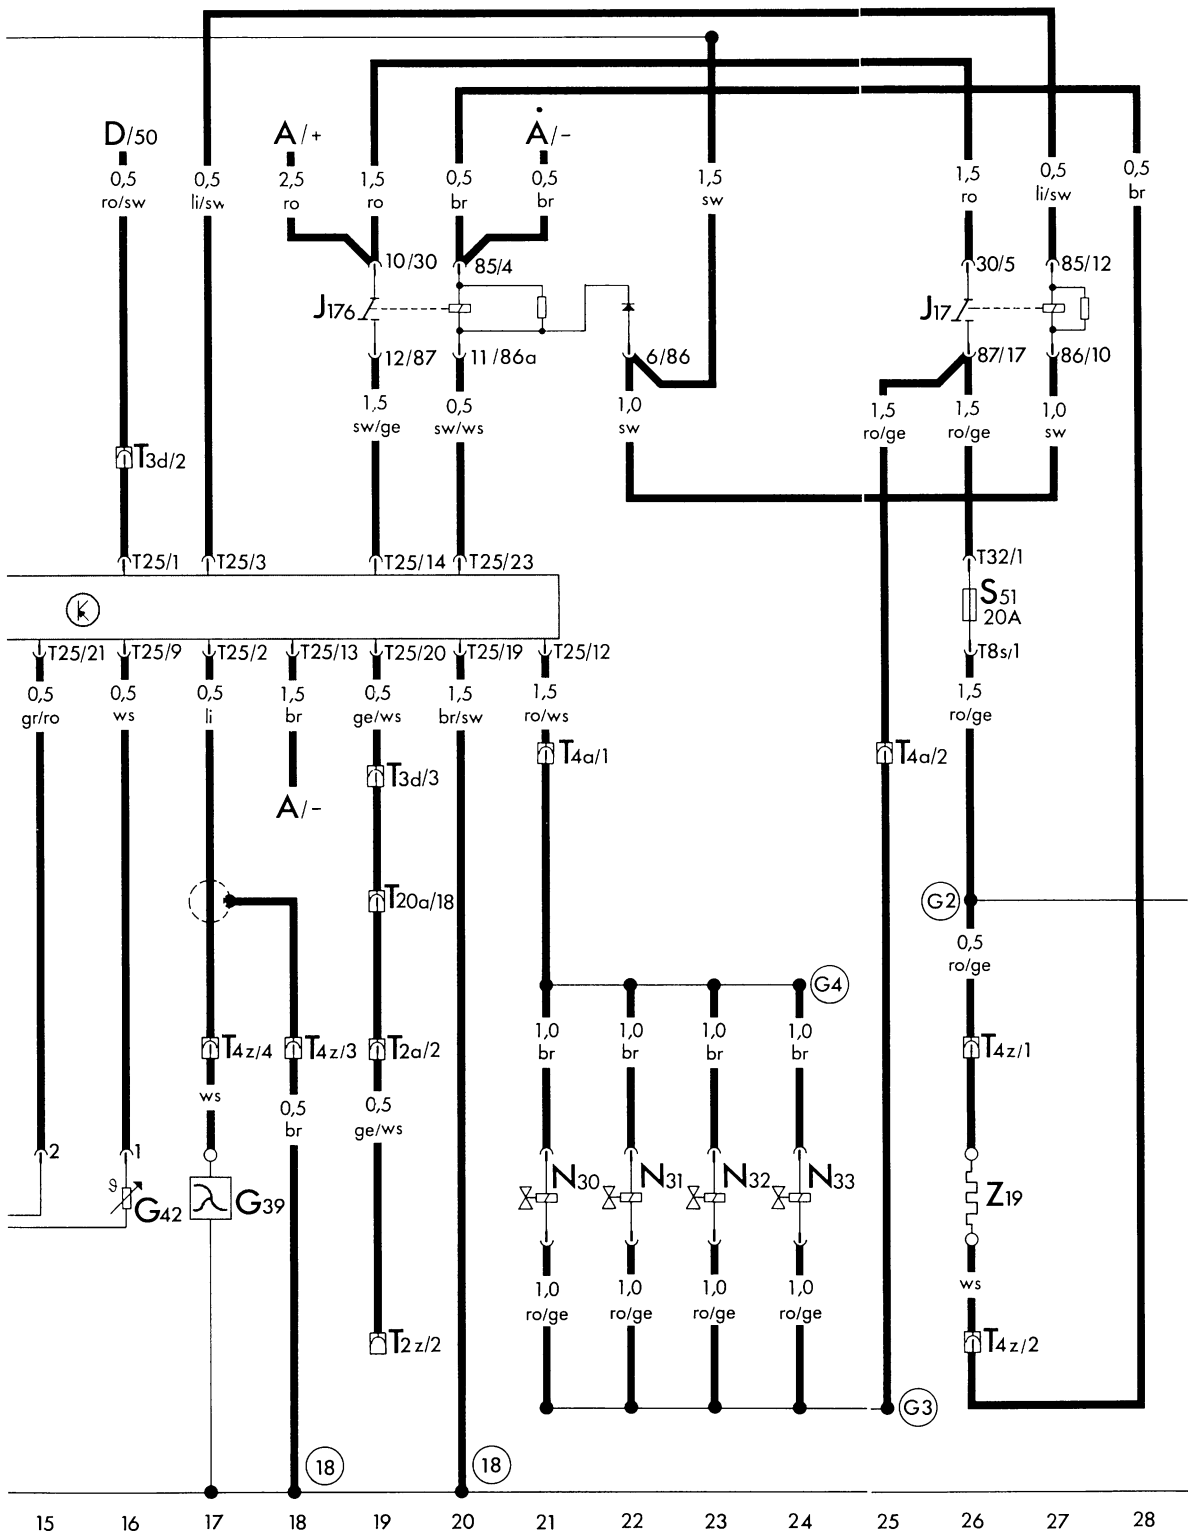 D/50
A/+
A/-
0,5
ro/sw
0,5
li/sw
2,5
ro
1,5
ro
0,5
br
0,5
br
1,5
sw
1,5
ro
0,5
li/sw
0,5
br
10/30
85/4
30/5
85/12
J176
J17
12/87
11/86a
6/86
87/17
86/10
1,5
sw/ge
0,5
sw/ws
1,0
sw
1,5
ro/ge
1,5
ro/ge
1,0
sw
T3d/2
T25/1
T25/3
T25/14
T25/23
T32/1
S51
20A
T25/21
T25/9
T25/2
T25/13
T25/20
T25/19
T25/12
T8s/1
0,5
gr/ro
0,5
ws
0,5
li
1,5
br
0,5
ge/ws
1,5
br/sw
1,5
ro/ws
1,5
ro/ge
T4a/1
T4a/2
T3d/3
A/-
T20a/18
G2
0,5
ro/ge
G4
1,0
br
1,0
br
1,0
br
1,0
br
T4z/4
T4z/3
T2a/2
T4z/1
ws
0,5
br
0,5
ge/ws
2
1
ϑ
G42
G39
N30
N31
N32
N33
Z19
1,0
ro/ge
1,0
ro/ge
1,0
ro/ge
1,0
ro/ge
ws
T2z/2
T4z/2
G3
18
18
15 16 17 18 19 20 21 22 23 24 25 26 27 28